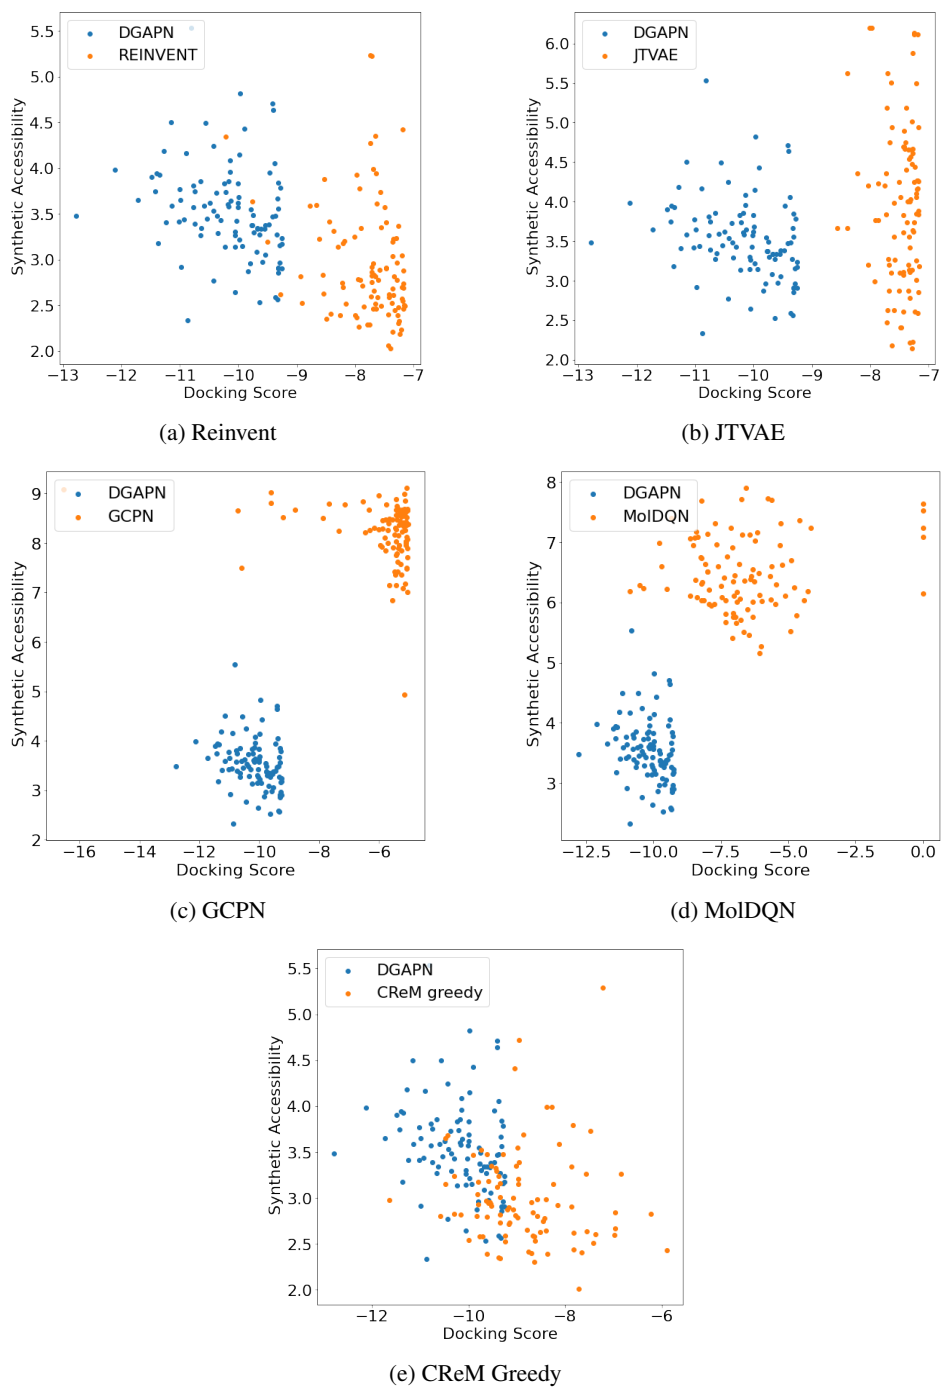 DGAPN
REINVENT
5.5
5.0
4.5
4.0
3.5
3.0
2.5
2.0
Synthetic Accessibility
−13 −12 −11 −10 −9 −8 −7
Docking Score
(a) Reinvent
DGAPN
JTVAE
6.0
5.5
5.0
4.5
4.0
3.5
3.0
2.5
2.0
Synthetic Accessibility
−13 −12 −11 −10 −9 −8 −7
Docking Score
(b) JTVAE
DGAPN
GCPN
9
8
7
6
5
4
3
2
Synthetic Accessibility
−16 −14 −12 −10 −8 −6
Docking Score
(c) GCPN
DGAPN
MolDQN
8
7
6
5
4
3
Synthetic Accessibility
−12.5 −10.0 −7.5 −5.0 −2.5 0.0
Docking Score
(d) MolDQN
DGAPN
CReM greedy
5.5
5.0
4.5
4.0
3.5
3.0
2.5
2.0
Synthetic Accessibility
−12 −10 −8 −6
Docking Score
(e) CReM Greedy